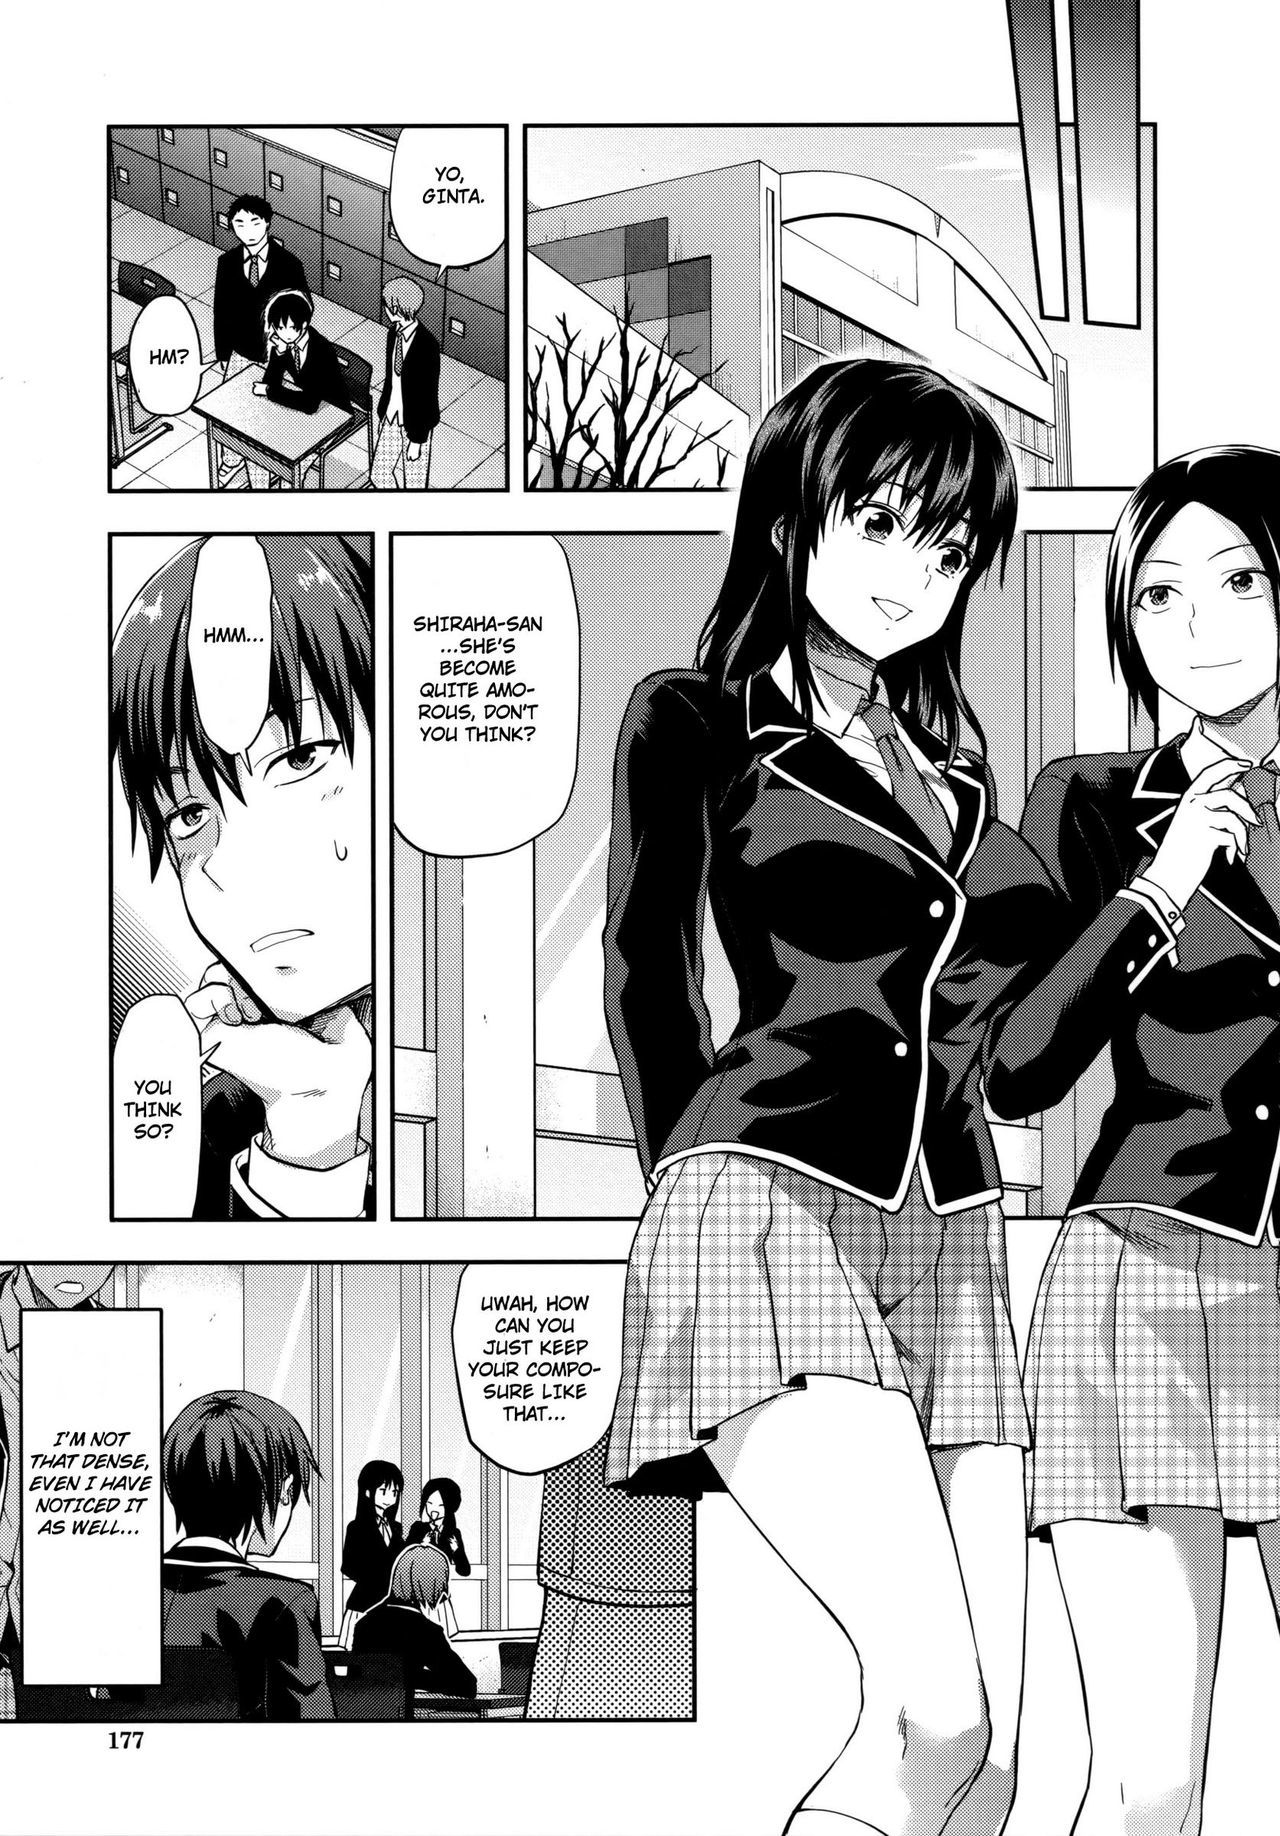 YO,
GINTA.
HM?
SHIRAHA-SAN
...SHE'S
BECOME
QUITE AMO-
ROUS, DON'T
YOU THINK?
HMM...
YOU
THINK
SO?
UWAH, HOW
CAN YOU
JUST KEEP
YOUR COMPO-
SURE LIKE
THAT...
I'M NOT
THAT DENSE,
EVEN I HAVE
NOTICED IT
AS WELL...
177